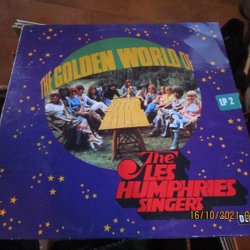 THE GOLDEN WORLD OF
LP 2
The
LES
HUMPHRIES
SINGERS
16/10/2021